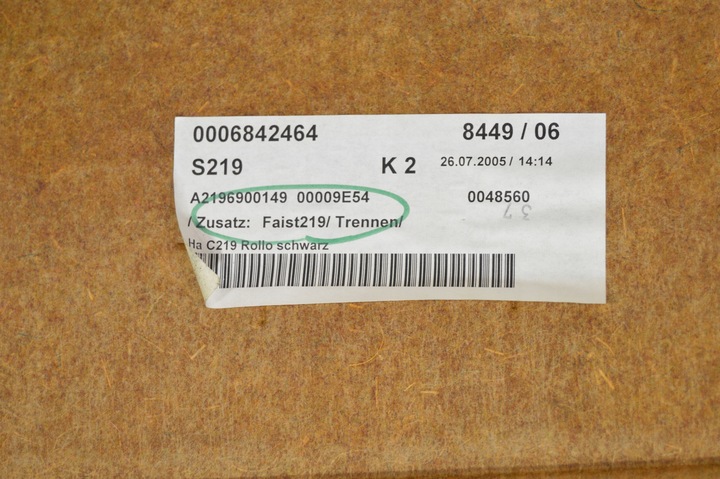 0006842464 8449 / 06
S219 K 2 26.07.2005 / 14:14
A2196900149 00009E54 0048560
/ Zusatz: Faist219/ Trennen/ 37
Ha C219 Rollo schwarz